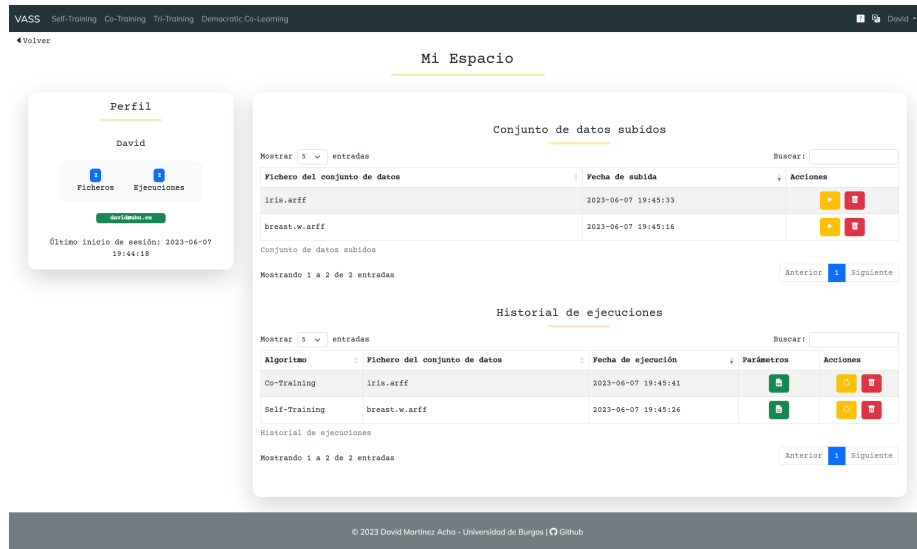 VASS Self-Training Co-Training Tri-Training Democratic Co-Learning David
Volver
Mi Espacio
Perfil
David
2 2
Ficheros Ejecuciones
david@ubu.es
Último inicio de sesión: 2023-06-07
19:44:18
Conjunto de datos subidos
Mostrar 5 entradas Buscar:
Fichero del conjunto de datos Fecha de subida Acciones
iris.arff 2023-06-07 19:45:33
breast.w.arff 2023-06-07 19:45:16
Conjunto de datos subidos
Mostrando 1 a 2 de 2 entradas Anterior 1 Siguiente
Historial de ejecuciones
Mostrar 5 entradas Buscar:
Algoritmo Fichero del conjunto de datos Fecha de ejecución Parámetros Acciones
Co-Training iris.arff 2023-06-07 19:45:41
Self-Training breast.w.arff 2023-06-07 19:45:26
Historial de ejecuciones
Mostrando 1 a 2 de 2 entradas Anterior 1 Siguiente
© 2023 David Martínez Acha - Universidad de Burgos | Github